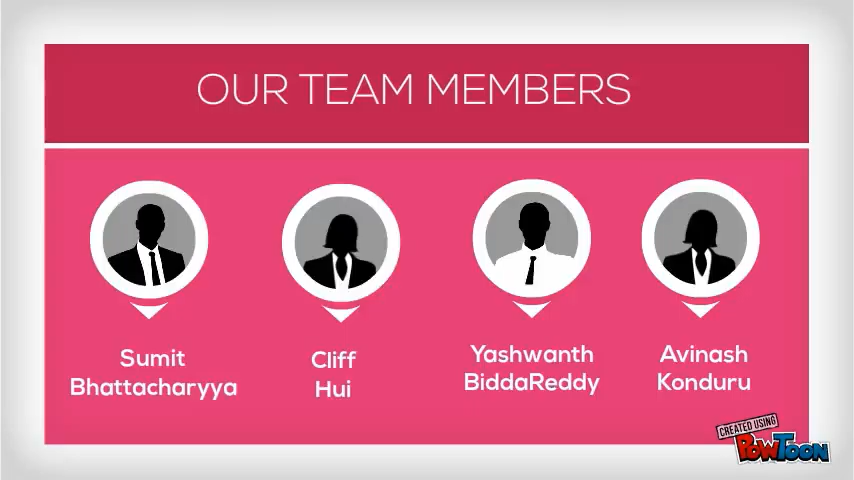 OUR TEAM MEMBERS
Sumit
Bhattacharyya
Cliff
Hui
Yashwanth
BiddaReddy
Avinash
Konduru
CREATED USING
POWTOON